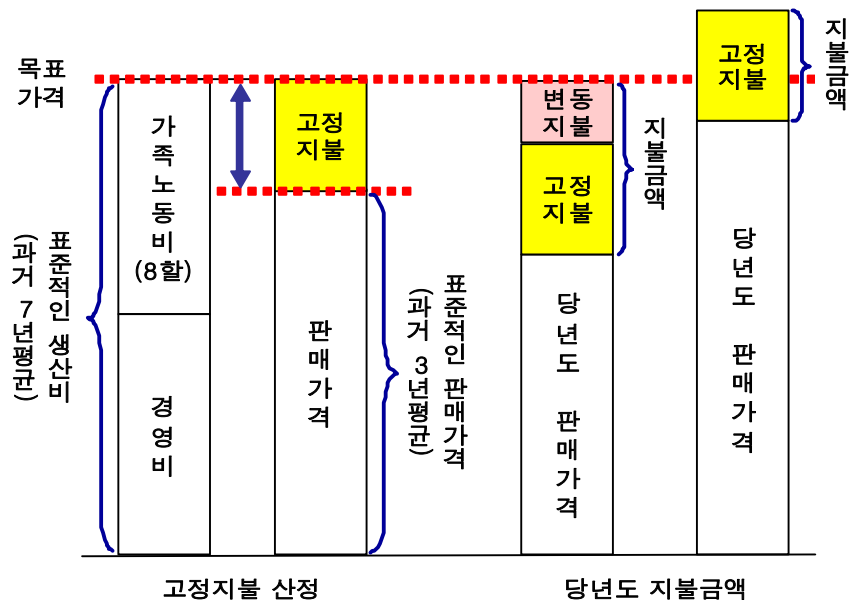 목표
가격
표준적인 생산비
(과거 7년평균)
가족노동비
(8할)
경영비
고정
지불
판매가격
표준적인 판매가격
(과거 3년평균)
변동
지불
고정
지불
당년도 판매가격
지불금액
고정
지불
당년도 판매가격
지불금액
고정지불 산정
당년도 지불금액